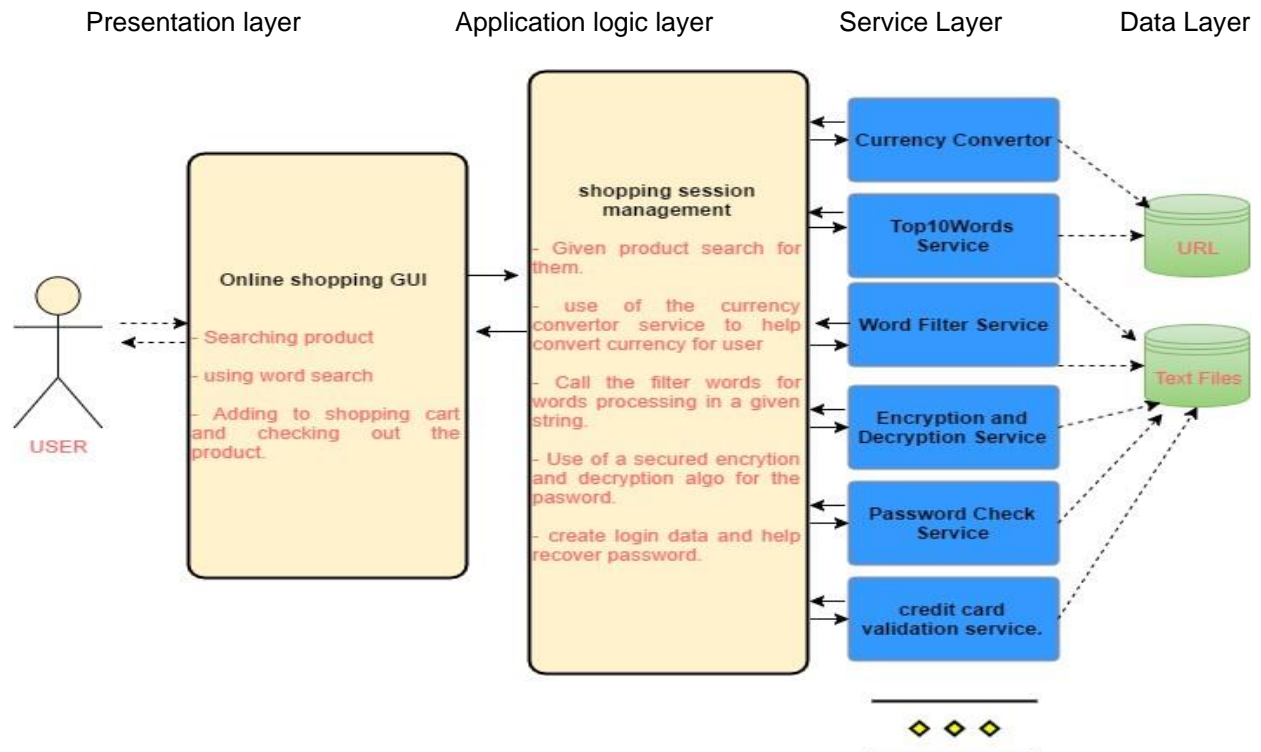 Presentation layer
Application logic layer
Service Layer
Data Layer
USER
Online shopping GUI
- Searching product
- using word search
- Adding to shopping cart
and checking out the
product.
shopping session
management
- Given product search for
them.
- use of the currency
convertor service to help
convert currency for user
- Call the filter words for
words processing in a given
string.
- Use of a secured encrytion
and decryption algo for the
pasword.
- create login data and help
recover password.
Currency Convertor
Top10Words
Service
Word Filter Service
Encryption and
Decryption Service
Password Check
Service
credit card
validation service.
URL
Text Files